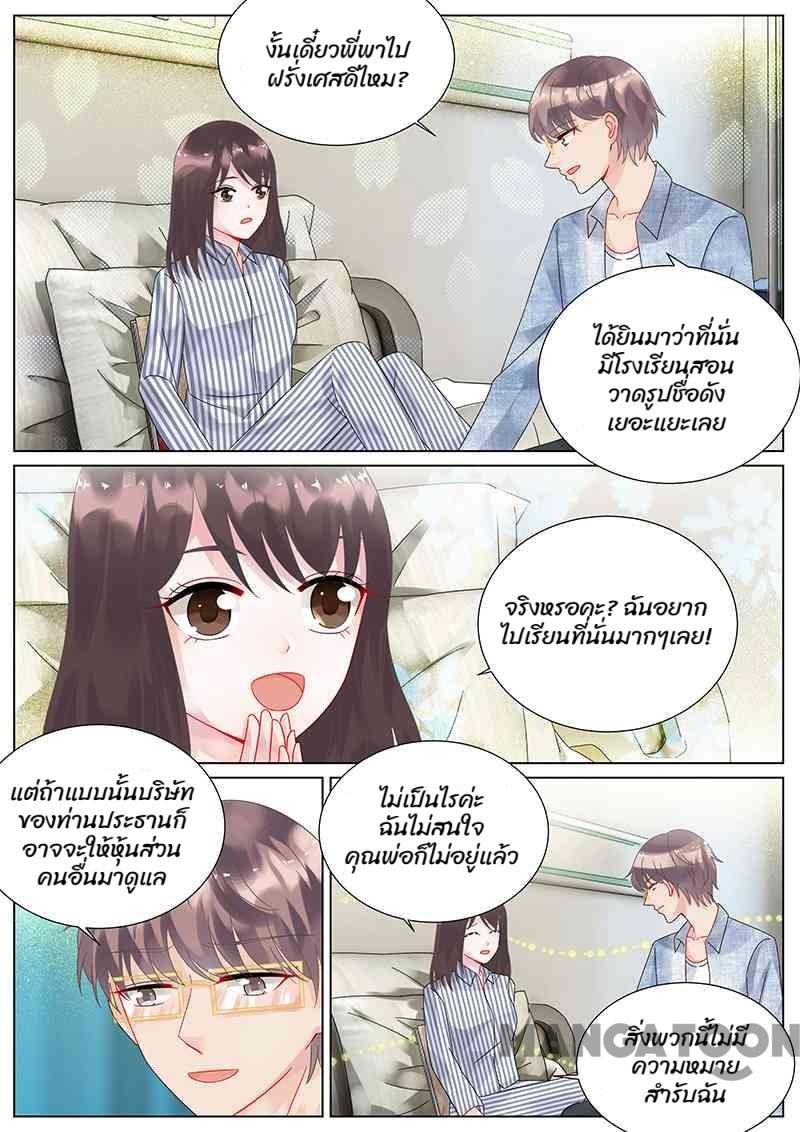 งั้นเดี๋ยวพี่พาไป
ฝรั่งเศสดีไหม?
ได้ยินมาว่าที่นั่น
มีโรงเรียนสอน
วาดรูปชื่อดัง
เยอะแยะเลย
จริงหรอคะ? ฉันอยาก
ไปเรียนที่นั่นมากๆเลย!
แต่ถ้าแบบนั้นบริษัท
ของท่านประธานก็
อาจจะให้หุ้นส่วน
คนอื่นมาดูแล
ไม่เป็นไรค่ะ
ฉันไม่สนใจ
คุณพ่อก็ไม่อยู่แล้ว
สิ่งพวกนี้ไม่มี
ความหมาย
สำรับฉัน
MANGATOON